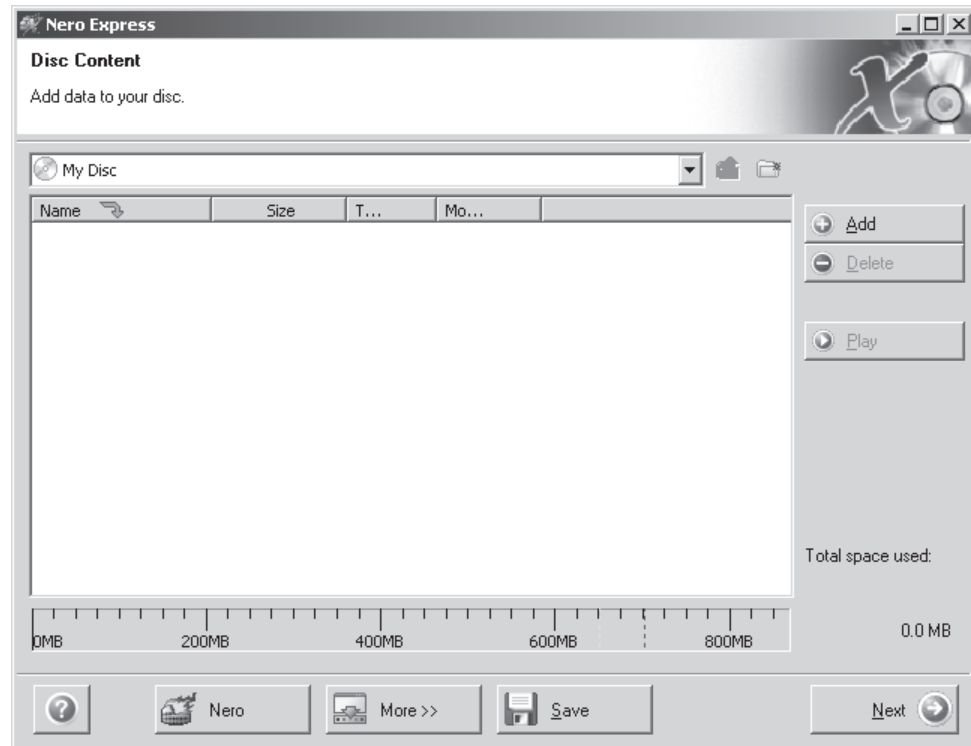 Nero Express
Disc Content
Add data to your disc.
My Disc
Name Size T... Mo...
Add
Delete
Play
Total space used:
0MB 200MB 400MB 600MB 800MB
0.0 MB
? Nero More >> Save Next